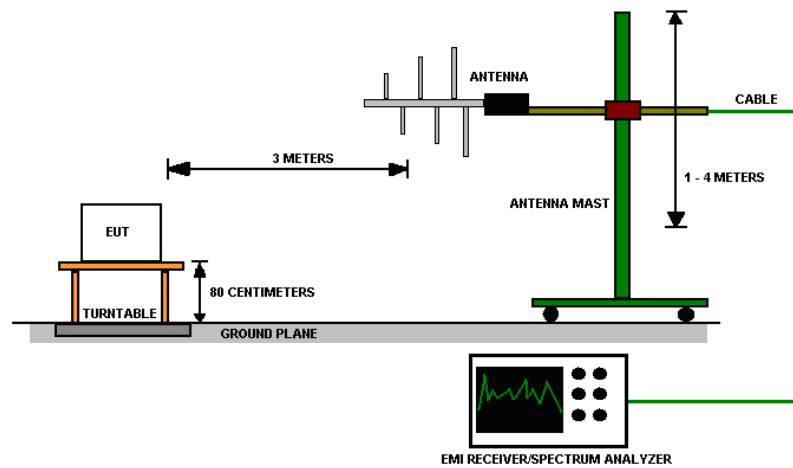 ANTENNA
CABLE
3 METERS
1 - 4 METERS
ANTENNA MAST
EUT
80 CENTIMETERS
TURNTABLE
GROUND PLANE
EMI RECEIVER/SPECTRUM ANALYZER